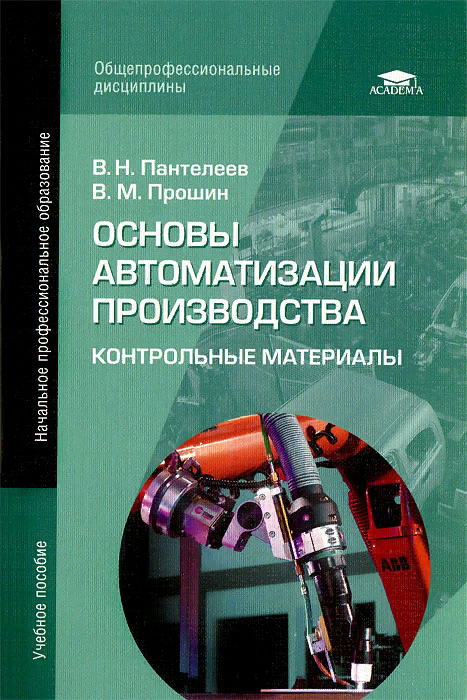 Общепрофессиональные
дисциплины
ACADEMA
В. Н. Пантелеев
В. М. Прошин
ОСНОВЫ
АВТОМАТИЗАЦИИ
ПРОИЗВОДСТВА
КОНТРОЛЬНЫЕ МАТЕРИАЛЫ
Начальное профессиональное образование
Учебное пособие
ABB